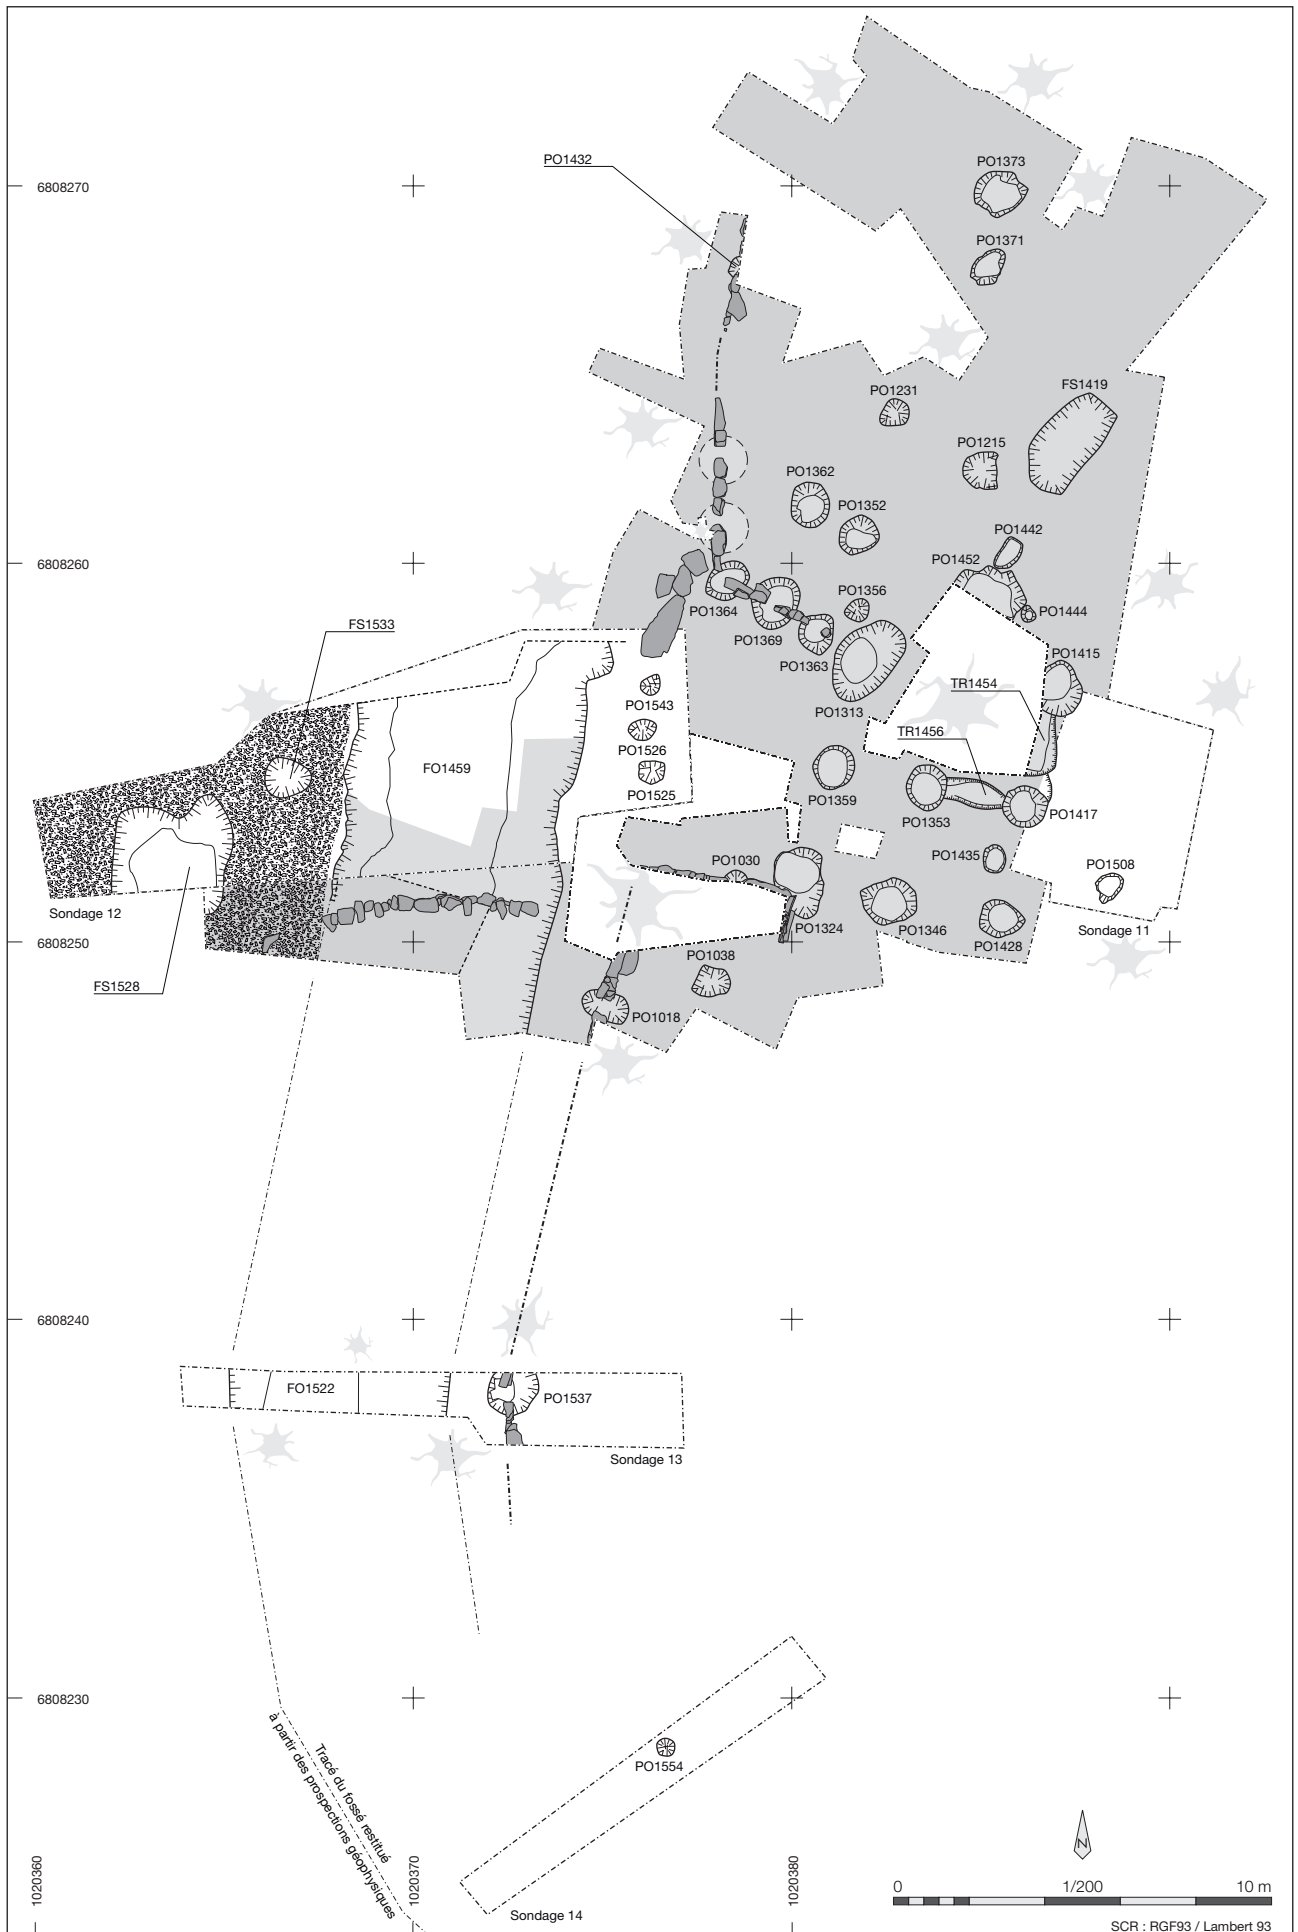 PO1432
PO1373
6808270
PO1371
PO1231
FS1419
PO1215
PO1362
PO1352
PO1442
6808260
PO1452
PO1364
PO1356
PO1444
FS1533
PO1369
PO1363
PO1415
TR1454
PO1543
PO1313
TR1456
PO1526
FO1459
PO1525
PO1359
PO1353
PO1417
PO1435
PO1030
PO1508
Sondage 12
PO1324
PO1346
PO1428
Sondage 11
6808250
PO1038
FS1528
PO1018
6808240
FO1522
PO1537
Sondage 13
6808230
Tracé du fossé restitué
à partir des prospections géophysiques
PO1554
1020360
1020370
1020380
N
0 1/200 10 m
Sondage 14
SCR : RGF93 / Lambert 93